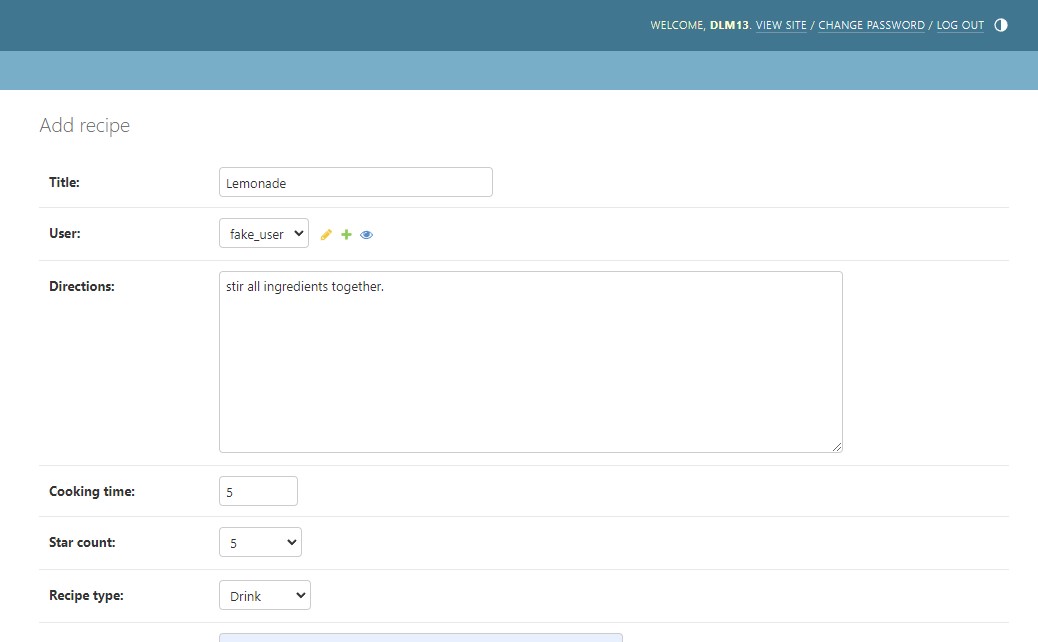 WELCOME, DLM13. VIEW SITE / CHANGE PASSWORD / LOG OUT
Add recipe
Title: Lemonade
User: fake_user
Directions: stir all ingredients together.
Cooking time: 5
Star count: 5
Recipe type: Drink